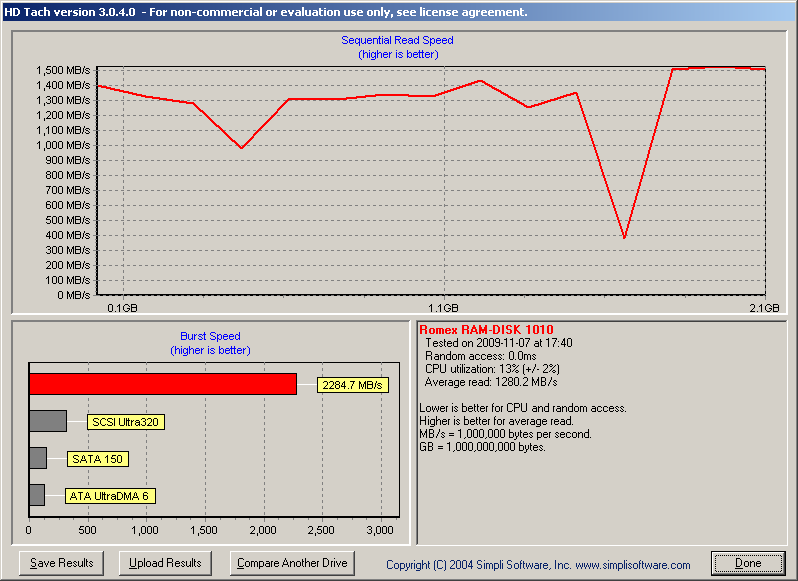 HD Tach version 3.0.4.0 - For non-commercial or evaluation use only, see license agreement.
Sequential Read Speed
(higher is better)
1,500 MB/s
1,400 MB/s
1,300 MB/s
1,200 MB/s
1,100 MB/s
1,000 MB/s
900 MB/s
800 MB/s
700 MB/s
600 MB/s
500 MB/s
400 MB/s
300 MB/s
200 MB/s
100 MB/s
0 MB/s
0.1GB 1.1GB 2.1GB
Burst Speed
(higher is better)
2284.7 MB/s
SCSI Ultra320
SATA 150
ATA UltraDMA 6
0 500 1,000 1,500 2,000 2,500 3,000
Romex RAM-DISK 1010
Tested on 2009-11-07 at 17:40
Random access: 0.0ms
CPU utilization: 13% (+/- 2%)
Average read: 1280.2 MB/s
Lower is better for CPU and random access.
Higher is better for average read.
MB/s = 1,000,000 bytes per second.
GB = 1,000,000,000 bytes.
Save Results Upload Results Compare Another Drive Copyright (C) 2004 Simpli Software, Inc. www.simplisoftware.com Done